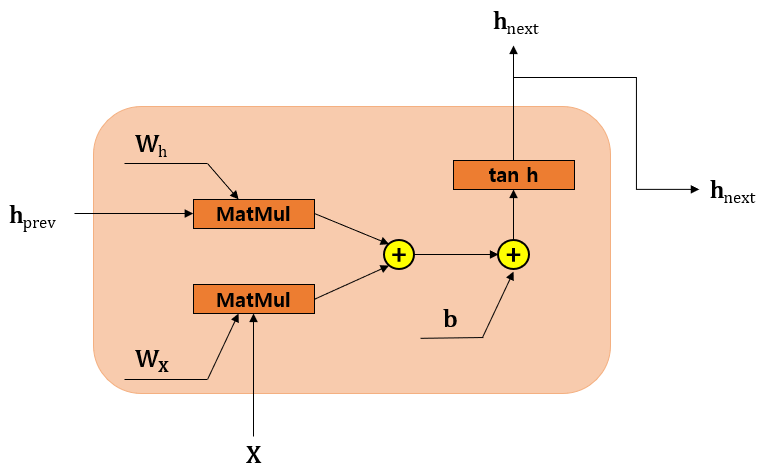 h_next
W_h
tan h
h_prev
MatMul
h_next
+
+
MatMul
b
W_x
X